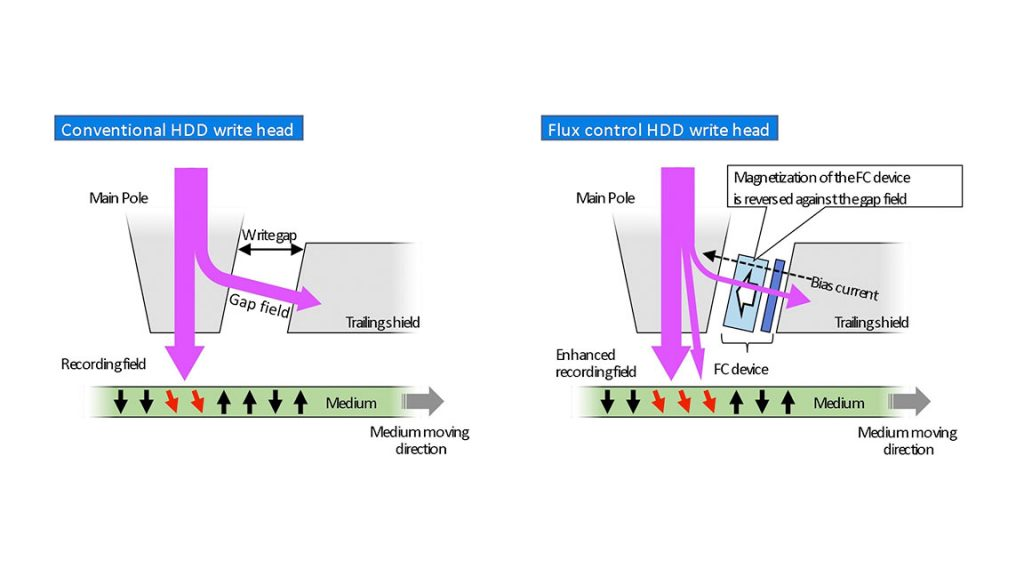 Conventional HDD write head
Main Pole
Write gap
Gap field
Trailing shield
Recording field
Medium
Medium moving
direction
Flux control HDD write head
Magnetization of the FC device
is reversed against the gap field
Main Pole
Bias current
Trailing shield
Enhanced
recording field
FC device
Medium
Medium moving
direction